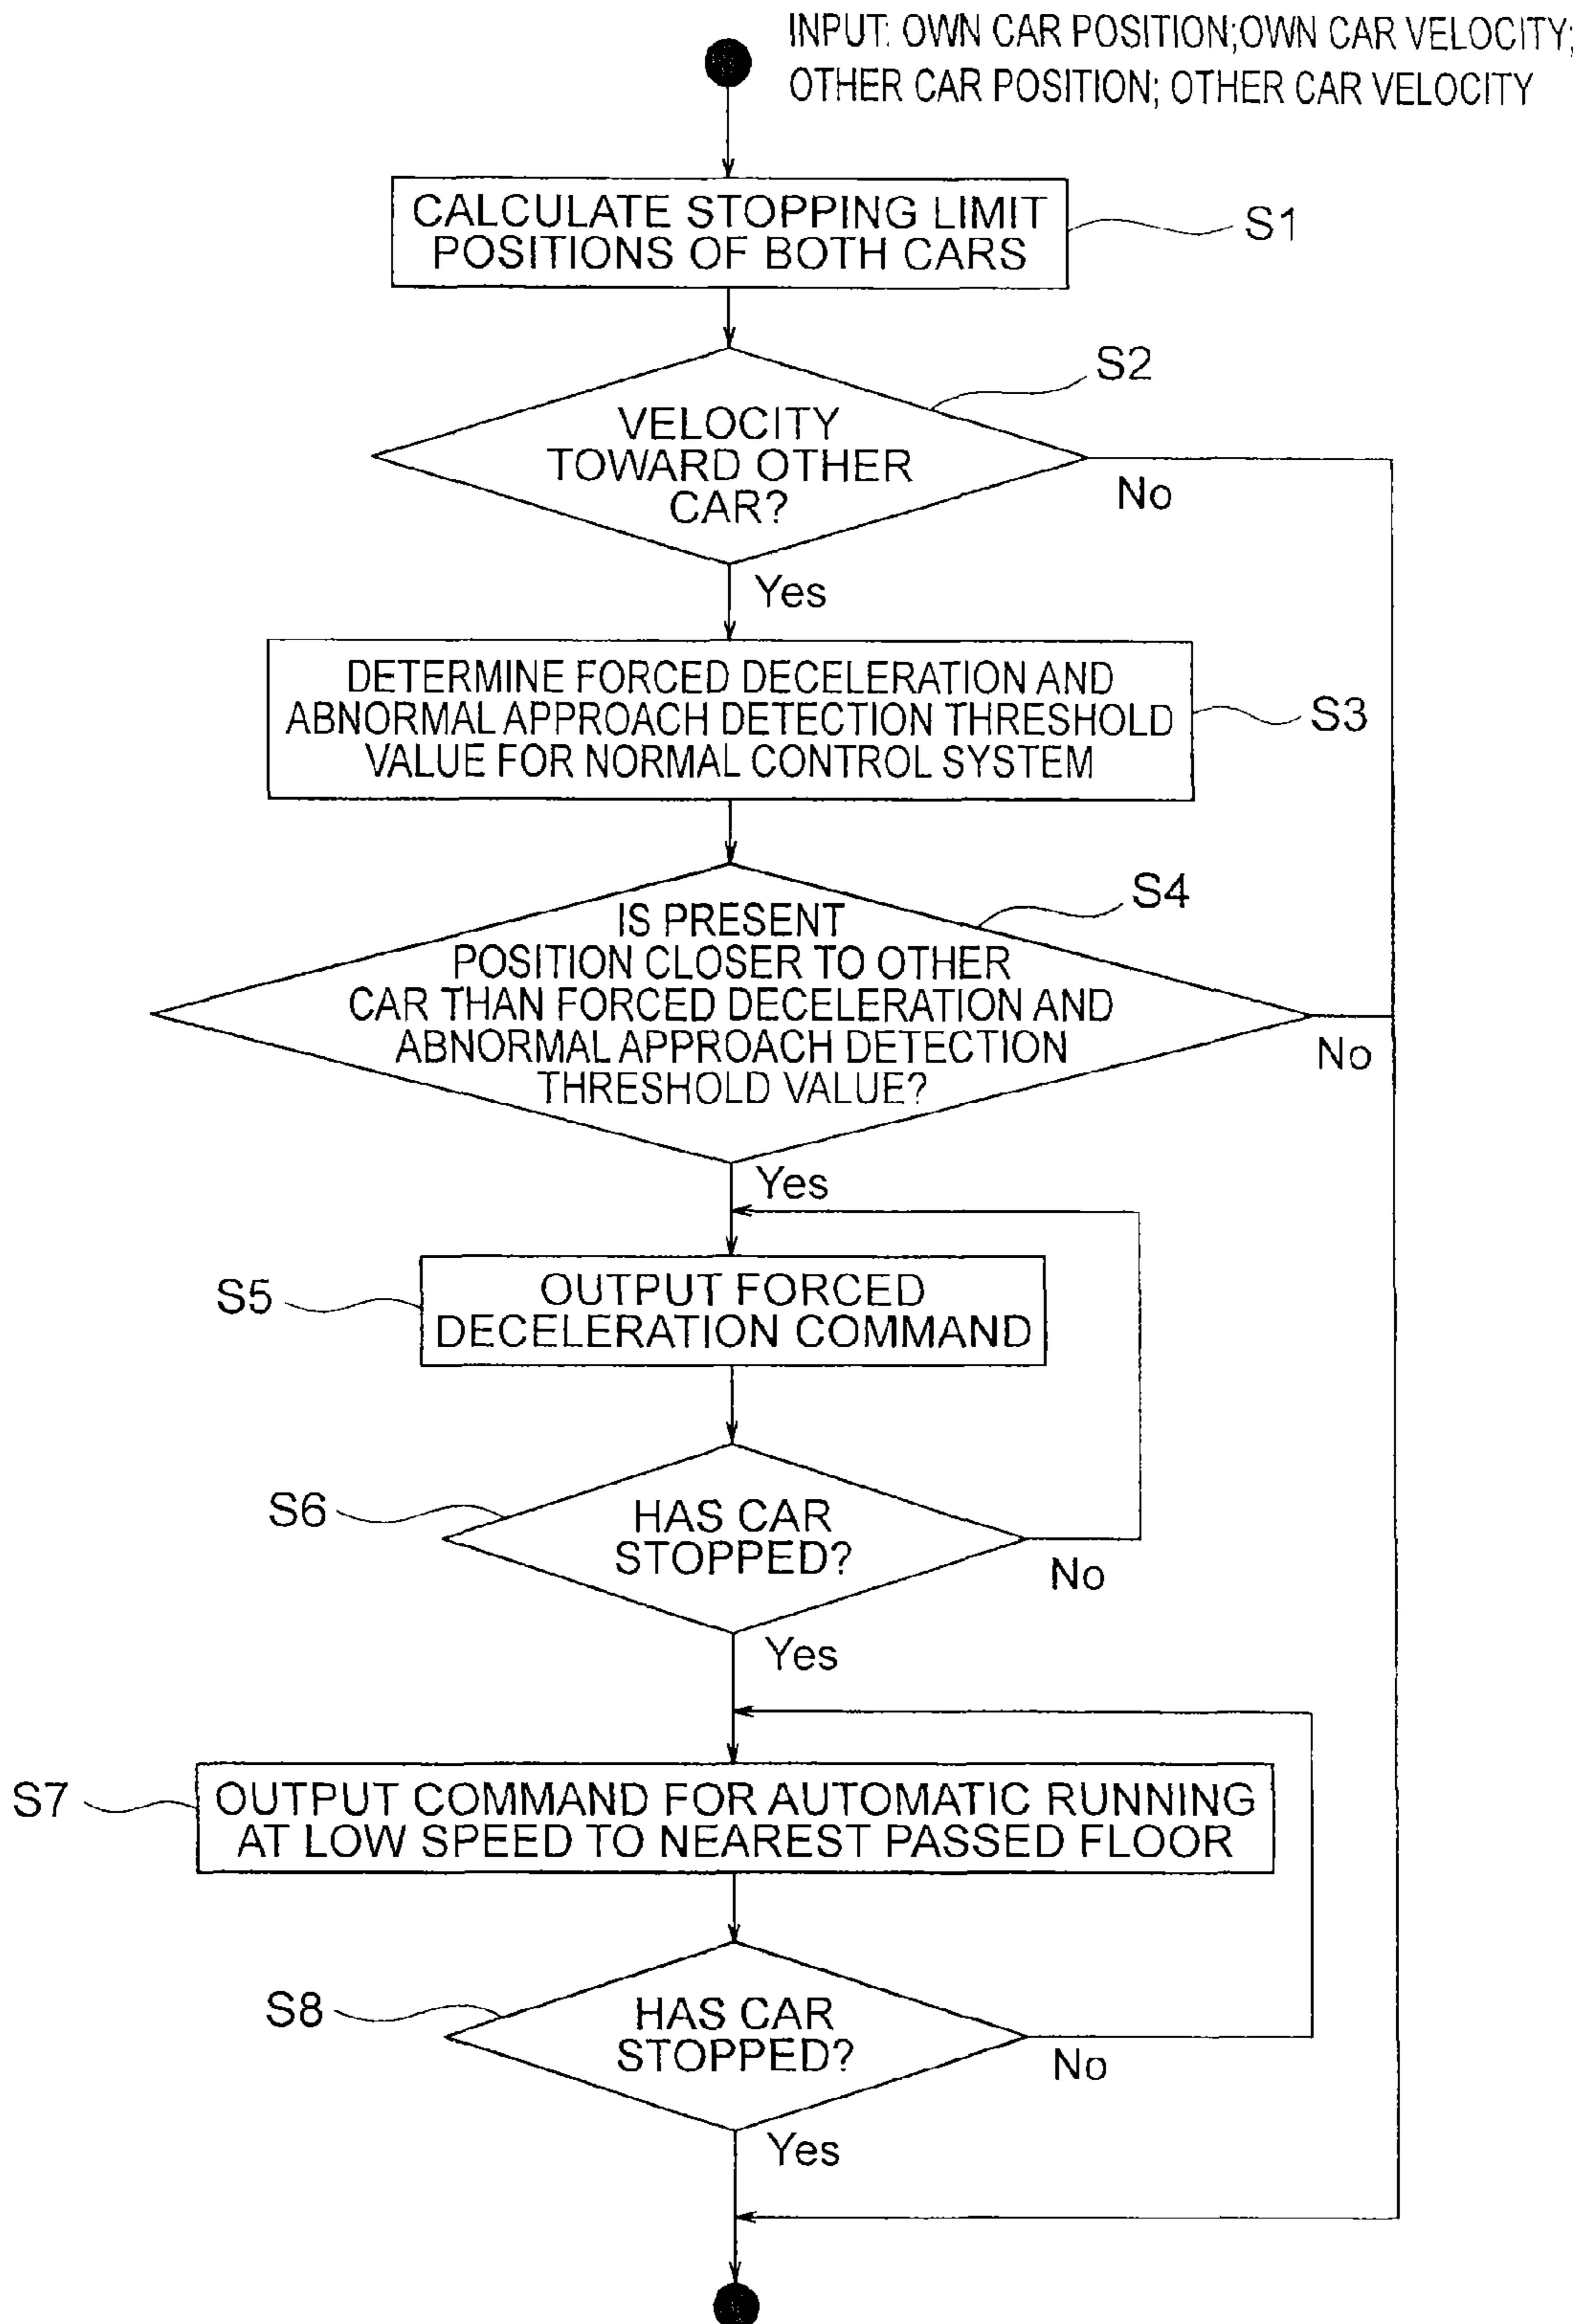 INPUT: OWN CAR POSITION;OWN CAR VELOCITY;
OTHER CAR POSITION; OTHER CAR VELOCITY
CALCULATE STOPPING LIMIT
POSITIONS OF BOTH CARS
S1
S2
VELOCITY
TOWARD OTHER
CAR?
No
Yes
DETERMINE FORCED DECELERATION AND
ABNORMAL APPROACH DETECTION THRESHOLD
VALUE FOR NORMAL CONTROL SYSTEM
S3
S4
IS PRESENT
POSITION CLOSER TO OTHER
CAR THAN FORCED DECELERATION AND
ABNORMAL APPROACH DETECTION
THRESHOLD VALUE?
No
Yes
S5
OUTPUT FORCED
DECELERATION COMMAND
S6
HAS CAR
STOPPED?
No
Yes
S7
OUTPUT COMMAND FOR AUTOMATIC RUNNING
AT LOW SPEED TO NEAREST PASSED FLOOR
S8
HAS CAR
STOPPED?
No
Yes